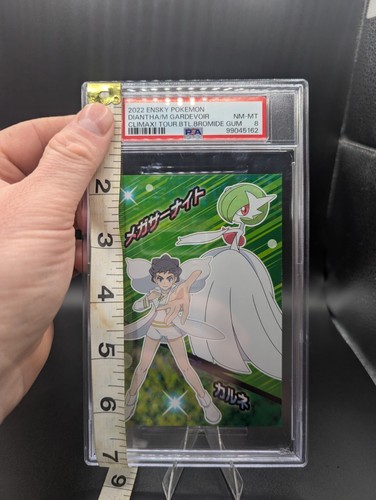 2022 ENSKY POKEMON
DIANTHA/M GARDEVOIR NM-MT
CLIMAX! TOUR BTL BROMIDE GUM 8
PSA 99045162
メガサーナイト
カルネ
2
3
4
5
6
7